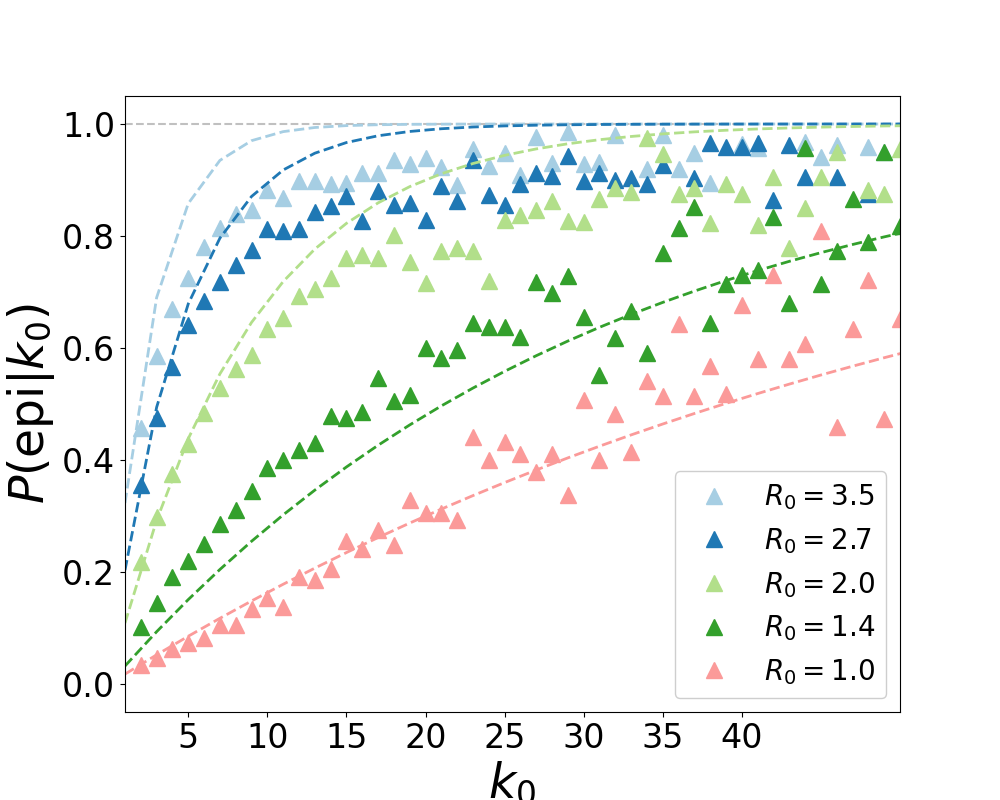 1.0
0.8
0.6
0.4
0.2
0.0
P(epi|k₀)
5 10 15 20 25 30 35 40
k₀
R₀ = 3.5
R₀ = 2.7
R₀ = 2.0
R₀ = 1.4
R₀ = 1.0